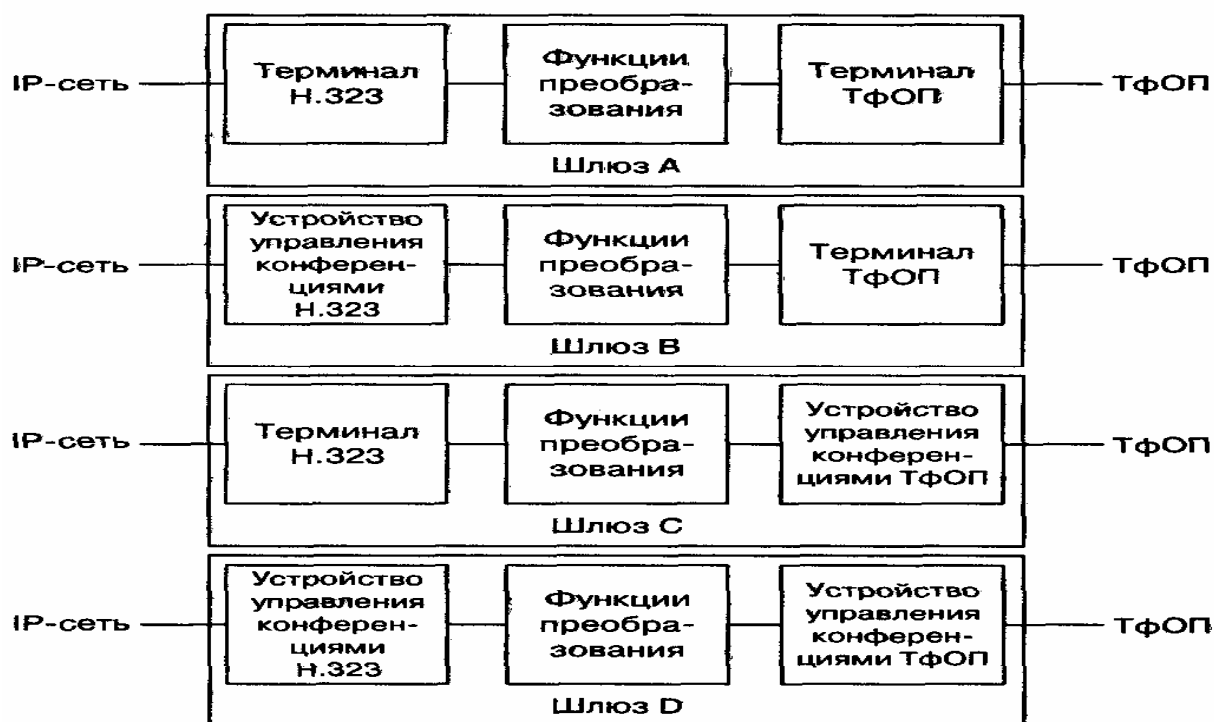 Терминал
Н.323
Функции
преобра-
зования
Терминал
ТфОП
IP-сеть
ТфОП
Шлюз A
Устройство
управления
конферен-
циями
Н.323
Функции
преобра-
зования
Терминал
ТфОП
IP-сеть
ТфОП
Шлюз B
Терминал
Н.323
Функции
преобра-
зования
Устройство
управления
конферен-
циями ТфОП
IP-сеть
ТфОП
Шлюз C
Устройство
управления
конферен-
циями
Н.323
Функции
преобра-
зования
Устройство
управления
конферен-
циями ТфОП
IP-сеть
ТфОП
Шлюз D